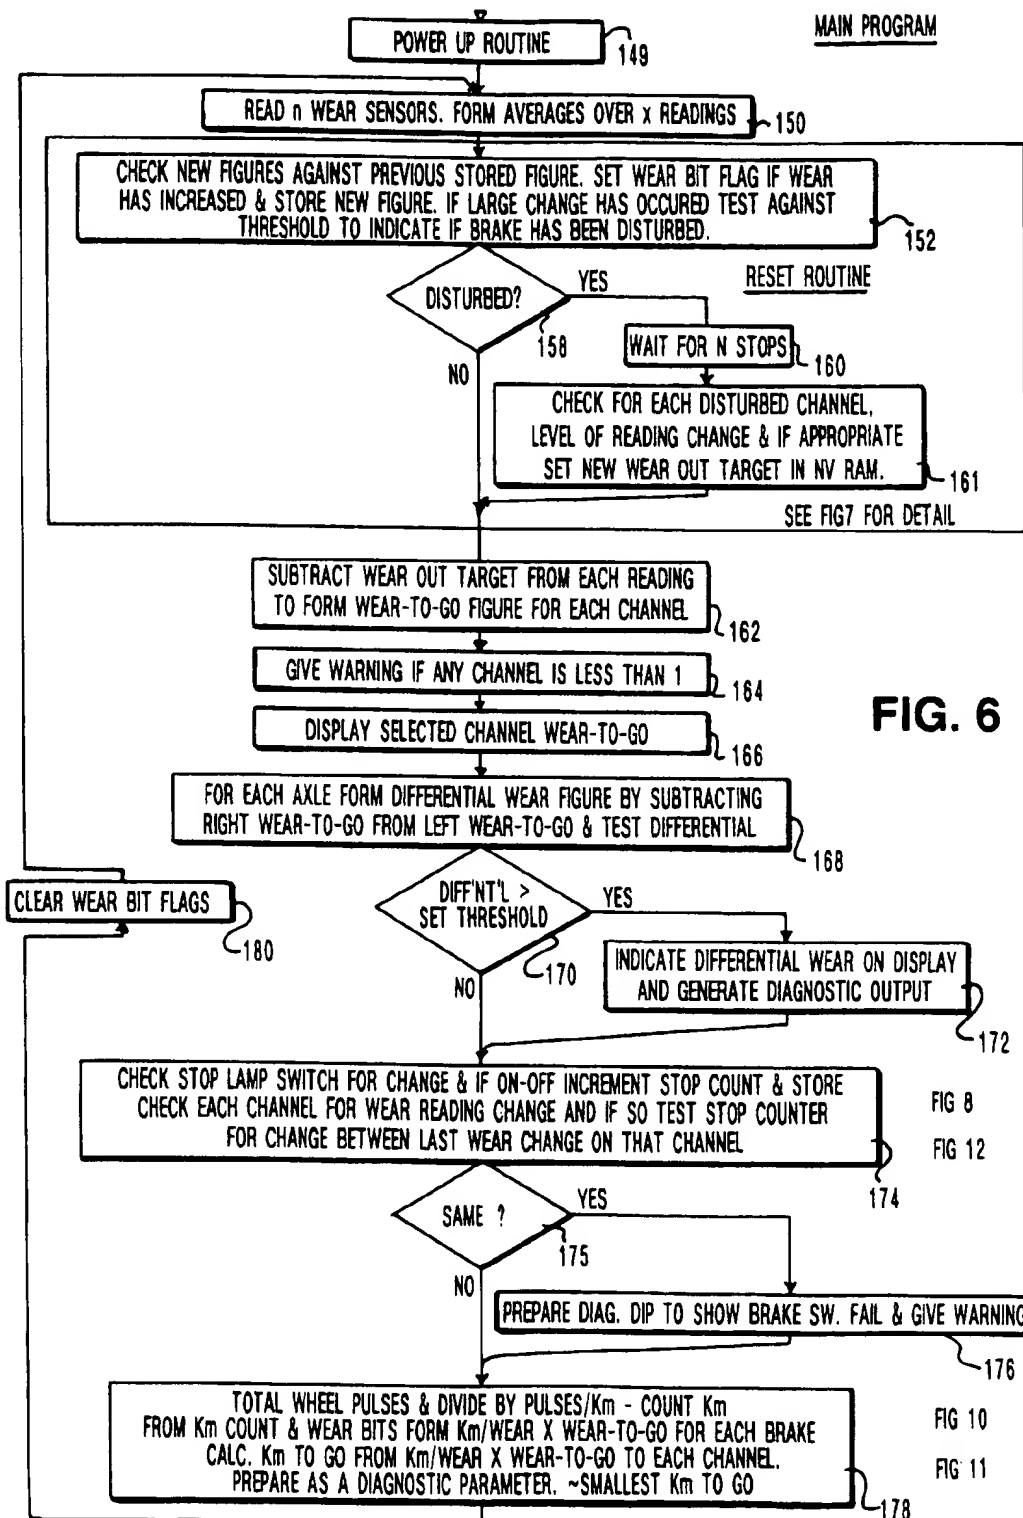 MAIN PROGRAM
POWER UP ROUTINE
149
READ n WEAR SENSORS. FORM AVERAGES OVER x READINGS
150
CHECK NEW FIGURES AGAINST PREVIOUS STORED FIGURE. SET WEAR BIT FLAG IF WEAR
HAS INCREASED & STORE NEW FIGURE. IF LARGE CHANGE HAS OCCURED TEST AGAINST
THRESHOLD TO INDICATE IF BRAKE HAS BEEN DISTURBED.
152
DISTURBED?
YES
158
NO
RESET ROUTINE
WAIT FOR N STOPS
160
CHECK FOR EACH DISTURBED CHANNEL,
LEVEL OF READING CHANGE & IF APPROPRIATE
SET NEW WEAR OUT TARGET IN NV RAM.
161
SEE FIG7 FOR DETAIL
SUBTRACT WEAR OUT TARGET FROM EACH READING
TO FORM WEAR-TO-GO FIGURE FOR EACH CHANNEL
162
GIVE WARNING IF ANY CHANNEL IS LESS THAN 1
164
FIG. 6
DISPLAY SELECTED CHANNEL WEAR-TO-GO
166
FOR EACH AXLE FORM DIFFERENTIAL WEAR FIGURE BY SUBTRACTING
RIGHT WEAR-TO-GO FROM LEFT WEAR-TO-GO & TEST DIFFERENTIAL
168
CLEAR WEAR BIT FLAGS
180
DIFF'NT'L >
SET THRESHOLD
YES
170
NO
INDICATE DIFFERENTIAL WEAR ON DISPLAY
AND GENERATE DIAGNOSTIC OUTPUT
172
CHECK STOP LAMP SWITCH FOR CHANGE & IF ON-OFF INCREMENT STOP COUNT & STORE
CHECK EACH CHANNEL FOR WEAR READING CHANGE AND IF SO TEST STOP COUNTER
FOR CHANGE BETWEEN LAST WEAR CHANGE ON THAT CHANNEL
174
FIG 8
FIG 12
SAME ?
YES
175
NO
PREPARE DIAG. DIP TO SHOW BRAKE SW. FAIL & GIVE WARNING
176
TOTAL WHEEL PULSES & DIVIDE BY PULSES/Km - COUNT Km
FROM Km COUNT & WEAR BITS FORM Km/WEAR X WEAR-TO-GO FOR EACH BRAKE
CALC. Km TO GO FROM Km/WEAR X WEAR-TO-GO TO EACH CHANNEL.
PREPARE AS A DIAGNOSTIC PARAMETER. ~SMALLEST Km TO GO
178
FIG 10
FIG 11